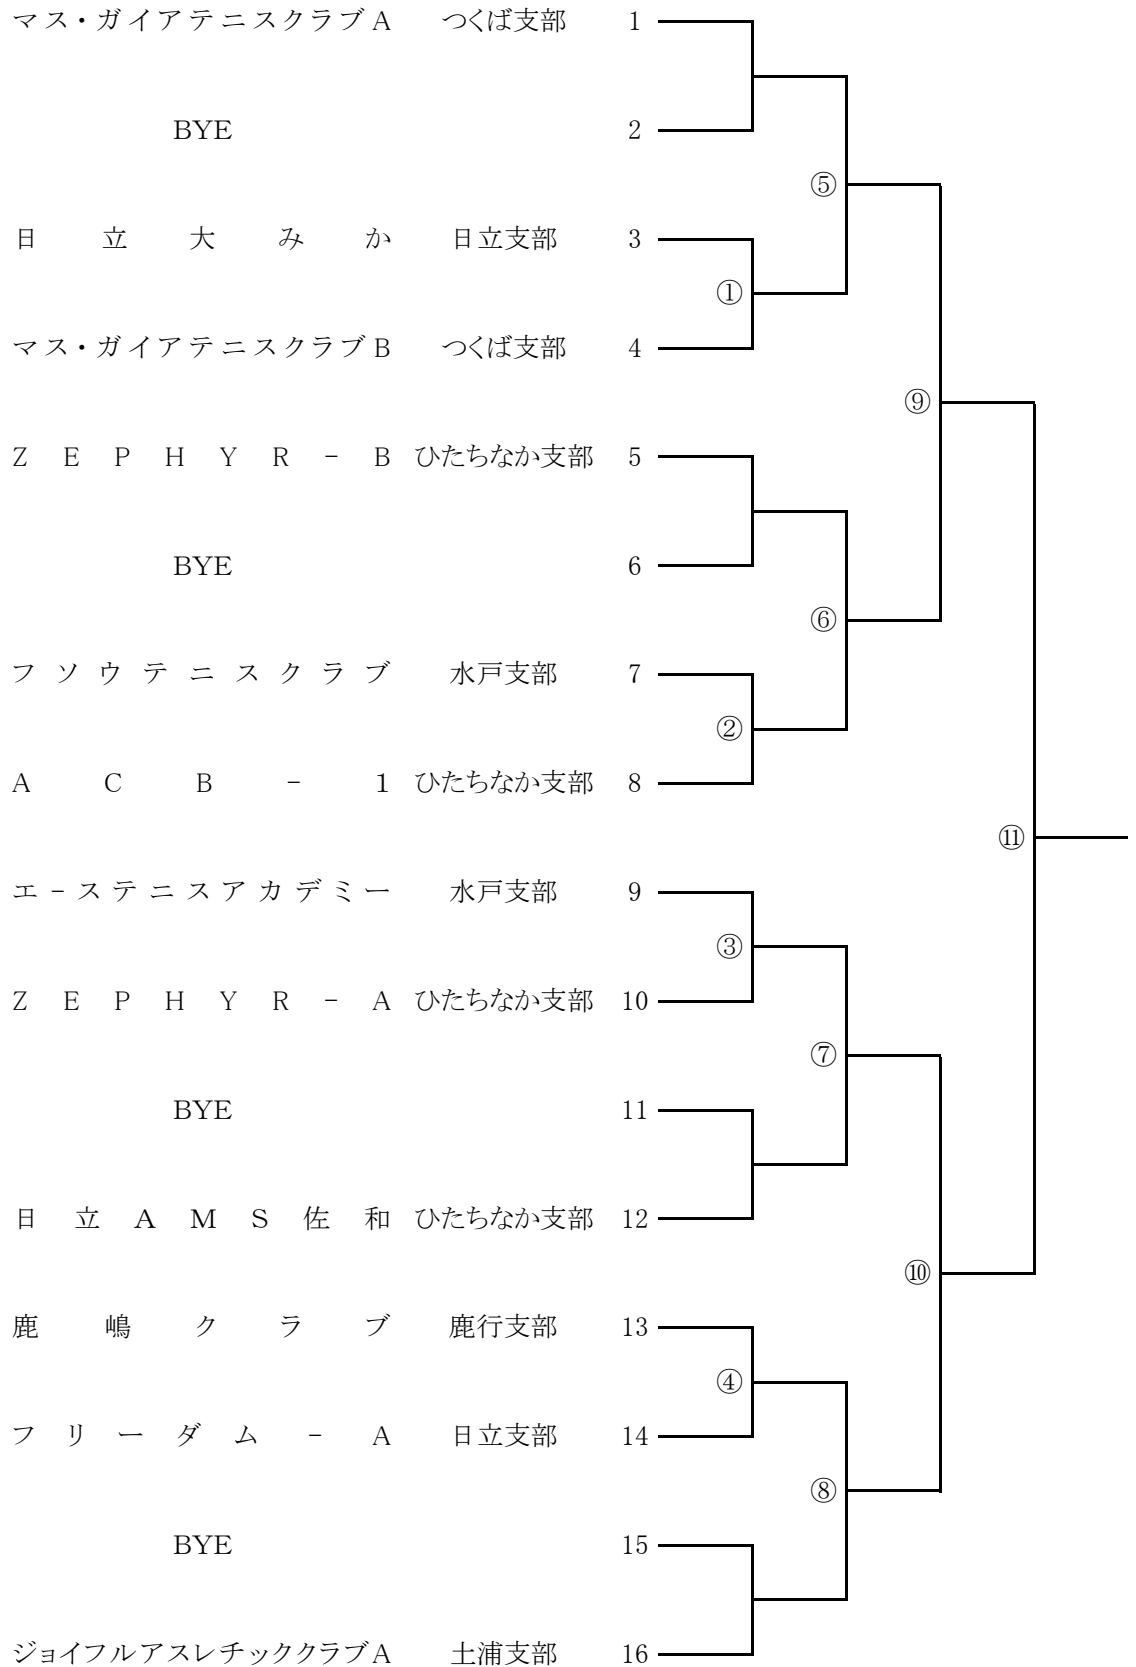 マス・ガイアテニスクラブA つくば支部 1
BYE 2
⑤
日立大みか 日立支部 3
①
マス・ガイアテニスクラブB つくば支部 4
⑨
ZEPHYR-B ひたちなか支部 5
BYE 6
⑥
フソウテニスクラブ 水戸支部 7
②
ACB-1 ひたちなか支部 8
⑪
エ-ステニスアカデミー 水戸支部 9
③
ZEPHYR-A ひたちなか支部 10
⑦
BYE 11
日立AMS佐和 ひたちなか支部 12
⑩
鹿嶋クラブ 鹿行支部 13
④
フリーダム-A 日立支部 14
⑧
BYE 15
ジョイフルアスレチッククラブA 土浦支部 16